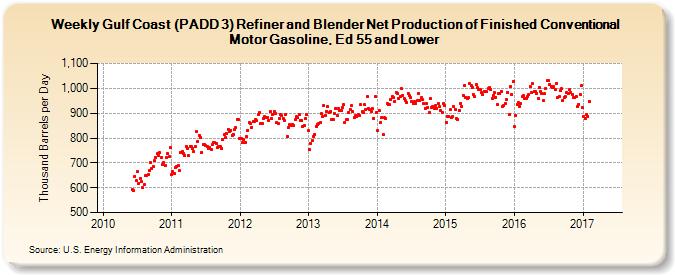 Weekly Gulf Coast (PADD 3) Refiner and Blender Net Production of Finished Conventional
Motor Gasoline, Ed 55 and Lower
Thousand Barrels per Day
1,100
1,000
900
800
700
600
500
2010 2011 2012 2013 2014 2015 2016 2017
Source: U.S. Energy Information Administration